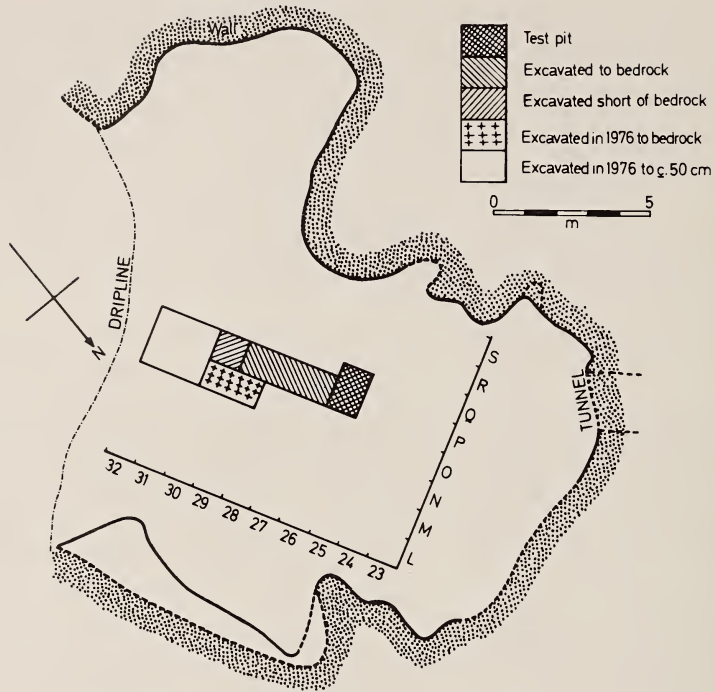 Wall
Test pit
Excavated to bedrock
Excavated short of bedrock
Excavated in 1976 to bedrock
Excavated in 1976 to c. 50 cm
0 5
m
DRIPLINE
N
TUNNEL
S
R
Q
P
O
N
M
L
32 31 30 29 28 27 26 25 24 23